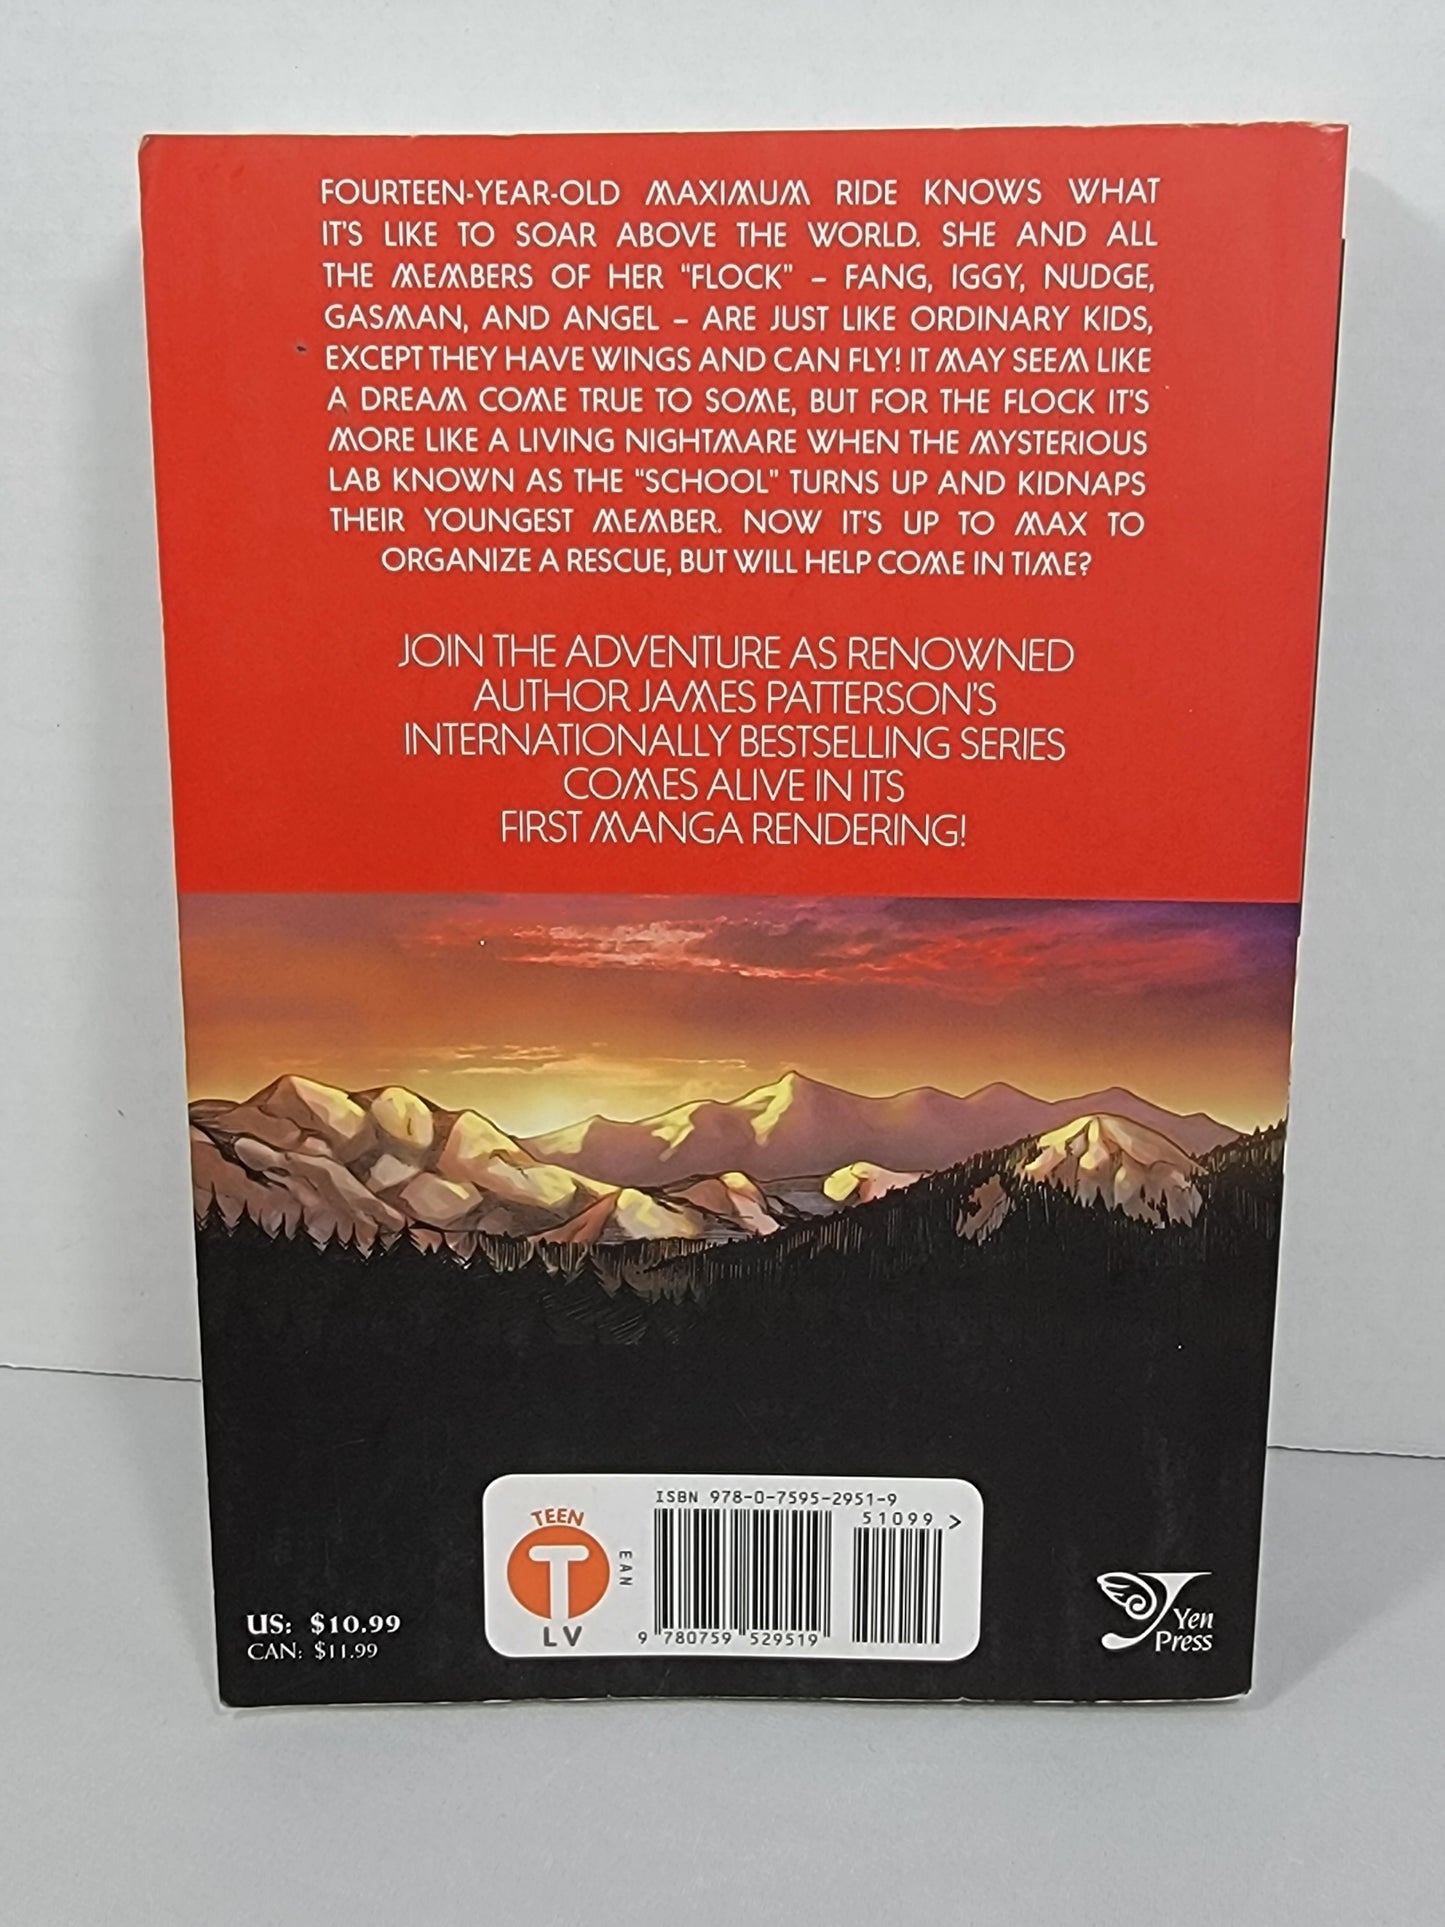 FOURTEEN-YEAR-OLD MAXIMUM RIDE KNOWS WHAT
IT'S LIKE TO SOAR ABOVE THE WORLD. SHE AND ALL
THE MEMBERS OF HER "FLOCK" – FANG, IGGY, NUDGE,
GASMAN, AND ANGEL – ARE JUST LIKE ORDINARY KIDS,
EXCEPT THEY HAVE WINGS AND CAN FLY! IT MAY SEEM LIKE
A DREAM COME TRUE TO SOME, BUT FOR THE FLOCK IT'S
MORE LIKE A LIVING NIGHTMARE WHEN THE MYSTERIOUS
LAB KNOWN AS THE "SCHOOL" TURNS UP AND KIDNAPS
THEIR YOUNGEST MEMBER. NOW IT'S UP TO MAX TO
ORGANIZE A RESCUE, BUT WILL HELP COME IN TIME?
JOIN THE ADVENTURE AS RENOWNED
AUTHOR JAMES PATTERSON'S
INTERNATIONALLY BESTSELLING SERIES
COMES ALIVE IN ITS
FIRST MANGA RENDERING!
US: $10.99
CAN: $11.99
TEEN
T
LV
EAN
ISBN 978-0-7595-2951-9
51099 >
9 780759 529519
Yen
Press